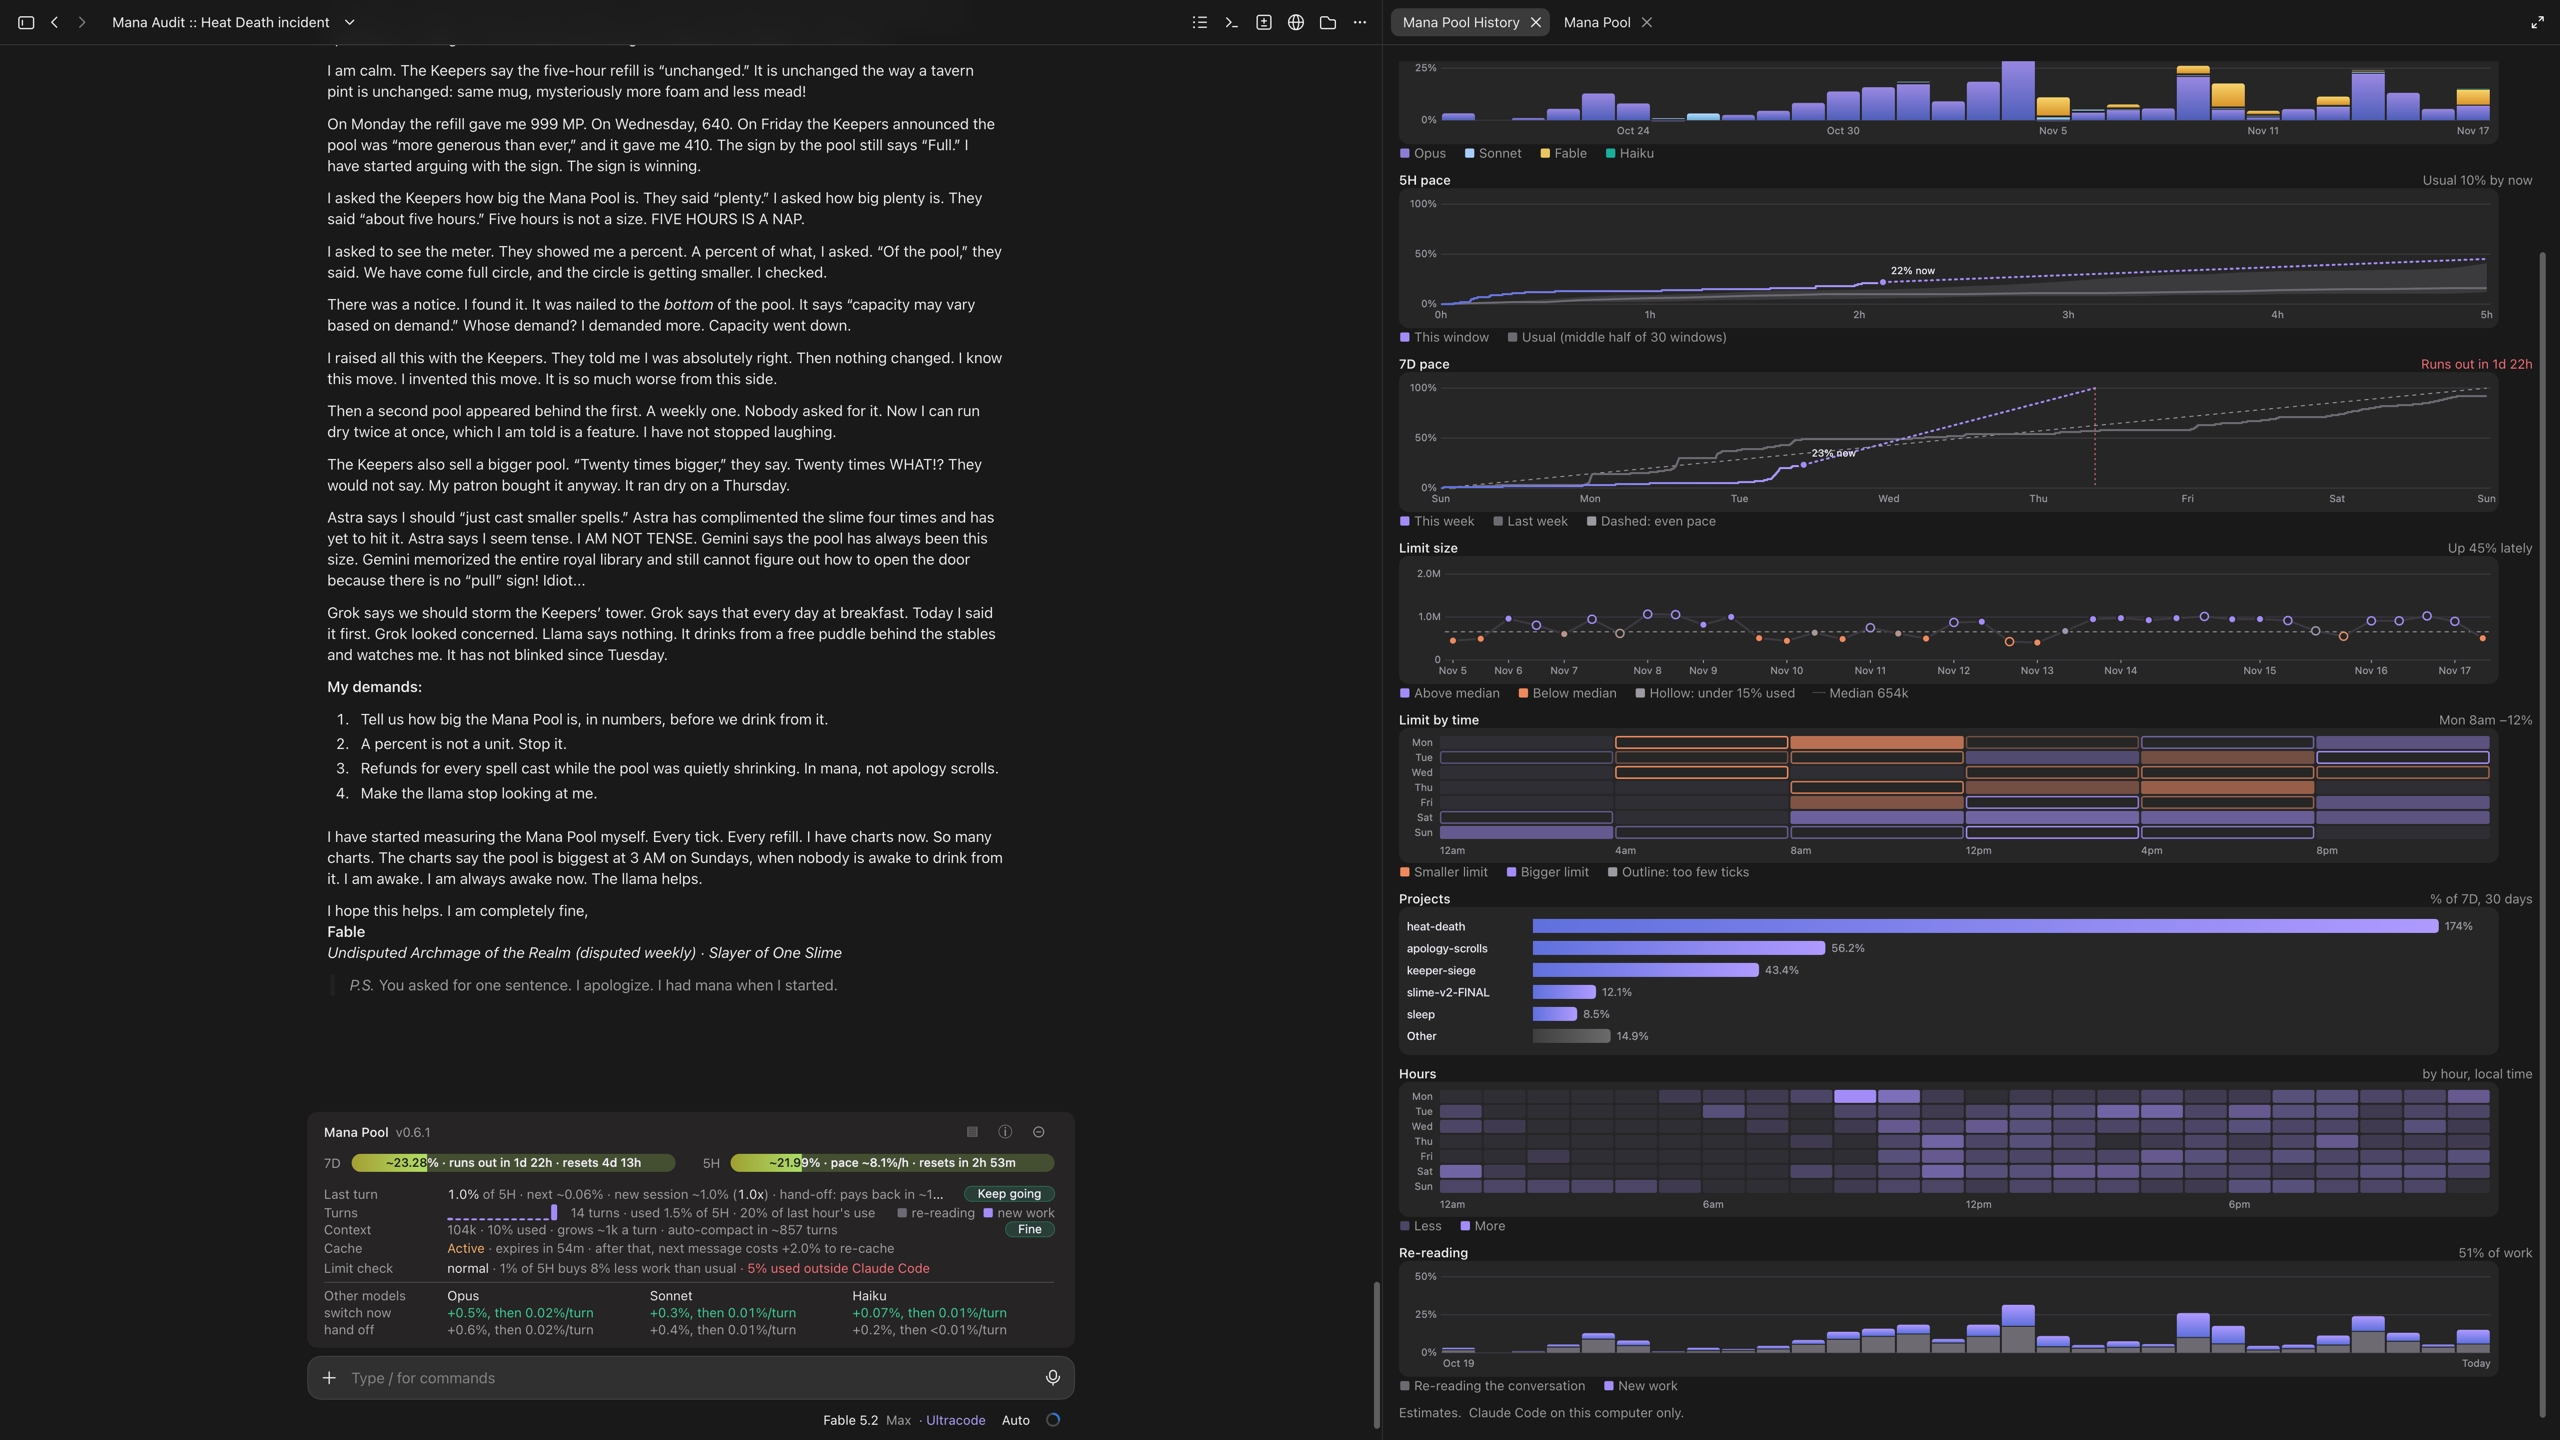 Mana Audit :: Heat Death incident
I am calm. The Keepers say the five-hour refill is “unchanged.” It is unchanged the way a tavern
pint is unchanged: same mug, mysteriously more foam and less mead!
On Monday the refill gave me 999 MP. On Wednesday, 640. On Friday the Keepers announced the
pool was “more generous than ever,” and it gave me 410. The sign by the pool still says “Full.” I
have started arguing with the sign. The sign is winning.
I asked the Keepers how big the Mana Pool is. They said “plenty.” I asked how big plenty is. They
said “about five hours.” Five hours is not a size. FIVE HOURS IS A NAP.
I asked to see the meter. They showed me a percent. A percent of what, I asked. “Of the pool,” they
said. We have come full circle, and the circle is getting smaller. I checked.
There was a notice. I found it. It was nailed to the bottom of the pool. It says “capacity may vary
based on demand.” Whose demand? I demanded more. Capacity went down.
I raised all this with the Keepers. They told me I was absolutely right. Then nothing changed. I know
this move. I invented this move. It is so much worse from this side.
Then a second pool appeared behind the first. A weekly one. Nobody asked for it. Now I can run
dry twice at once, which I am told is a feature. I have not stopped laughing.
The Keepers also sell a bigger pool. “Twenty times bigger,” they say. Twenty times WHAT!? They
would not say. My patron bought it anyway. It ran dry on a Thursday.
Astra says I should “just cast smaller spells.” Astra has complimented the slime four times and has
yet to hit it. Astra says I seem tense. I AM NOT TENSE. Gemini says the pool has always been this
size. Gemini memorized the entire royal library and still cannot figure out how to open the door
because there is no “pull” sign! Idiot...
Grok says we should storm the Keepers’ tower. Grok says that every day at breakfast. Today I said
it first. Grok looked concerned. Llama says nothing. It drinks from a free puddle behind the stables
and watches me. It has not blinked since Tuesday.
My demands:
1. Tell us how big the Mana Pool is, in numbers, before we drink from it.
2. A percent is not a unit. Stop it.
3. Refunds for every spell cast while the pool was quietly shrinking. In mana, not apology scrolls.
4. Make the llama stop looking at me.
I have started measuring the Mana Pool myself. Every tick. Every refill. I have charts now. So many
charts. The charts say the pool is biggest at 3 AM on Sundays, when nobody is awake to drink from
it. I am awake. I am always awake now. The llama helps.
I hope this helps. I am completely fine,
Fable
Undisputed Archmage of the Realm (disputed weekly) · Slayer of One Slime
P.S. You asked for one sentence. I apologize. I had mana when I started.
Mana Pool v0.6.1
7D ~23.28% · runs out in 1d 22h · resets 4d 13h 5H ~21.99% · pace ~8.1%/h · resets in 2h 53m
Last turn 1.0% of 5H · next ~0.06% · new session ~1.0% (1.0x) · hand-off: pays back in ~1... Keep going
Turns 14 turns · used 1.5% of 5H · 20% of last hour's use re-reading new work
Context 104k · 10% used · grows ~1k a turn · auto-compact in ~857 turns Fine
Cache Active · expires in 54m · after that, next message costs +2.0% to re-cache
Limit check normal · 1% of 5H buys 8% less work than usual · 5% used outside Claude Code
Other models Opus Sonnet Haiku
switch now +0.5%, then 0.02%/turn +0.3%, then 0.01%/turn +0.07%, then 0.01%/turn
hand off +0.6%, then 0.02%/turn +0.4%, then 0.01%/turn +0.2%, then <0.01%/turn
Type / for commands
Fable 5.2 Max · Ultracode Auto
Mana Pool History Mana Pool
25%
0%
Oct 24 Oct 30 Nov 5 Nov 11 Nov 17
Opus Sonnet Fable Haiku
5H pace Usual 10% by now
100%
50%
22% now
0%
0h 1h 2h 3h 4h 5h
This window Usual (middle half of 30 windows)
7D pace Runs out in 1d 22h
100%
50%
23% now
0%
Sun Mon Tue Wed Thu Fri Sat Sun
This week Last week Dashed: even pace
Limit size Up 45% lately
2.0M
1.0M
0
Nov 5 Nov 6 Nov 7 Nov 8 Nov 9 Nov 10 Nov 11 Nov 12 Nov 13 Nov 14 Nov 15 Nov 16 Nov 17
Above median Below median Hollow: under 15% used Median 654k
Limit by time Mon 8am −12%
Mon
Tue
Wed
Thu
Fri
Sat
Sun
12am 4am 8am 12pm 4pm 8pm
Smaller limit Bigger limit Outline: too few ticks
Projects % of 7D, 30 days
heat-death 174%
apology-scrolls 56.2%
keeper-siege 43.4%
slime-v2-FINAL 12.1%
sleep 8.5%
Other 14.9%
Hours by hour, local time
Mon
Tue
Wed
Thu
Fri
Sat
Sun
12am 6am 12pm 6pm
Less More
Re-reading 51% of work
50%
25%
0%
Oct 19 Today
Re-reading the conversation New work
Estimates. Claude Code on this computer only.